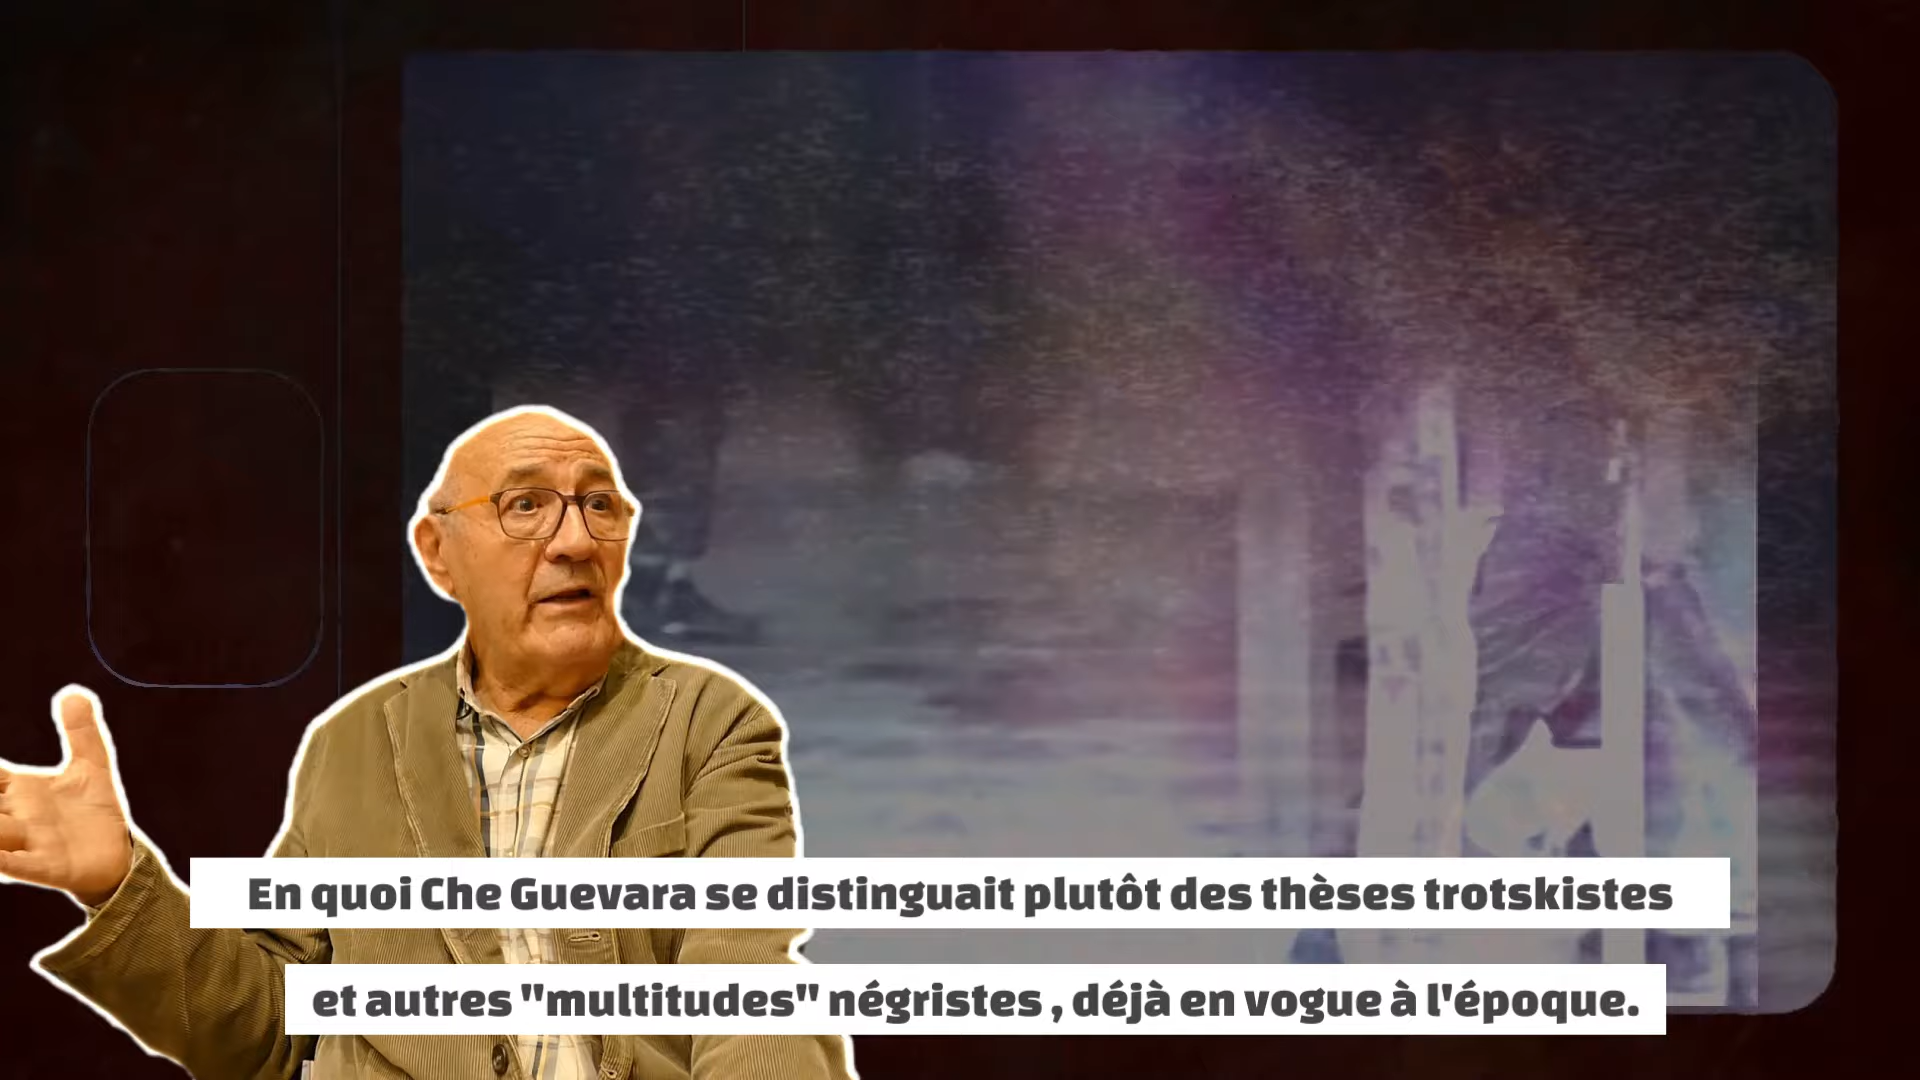 En quoi Che Guevara se distinguait plutôt des thèses trotskistes
et autres "multitudes" négristes , déjà en vogue à l'époque.